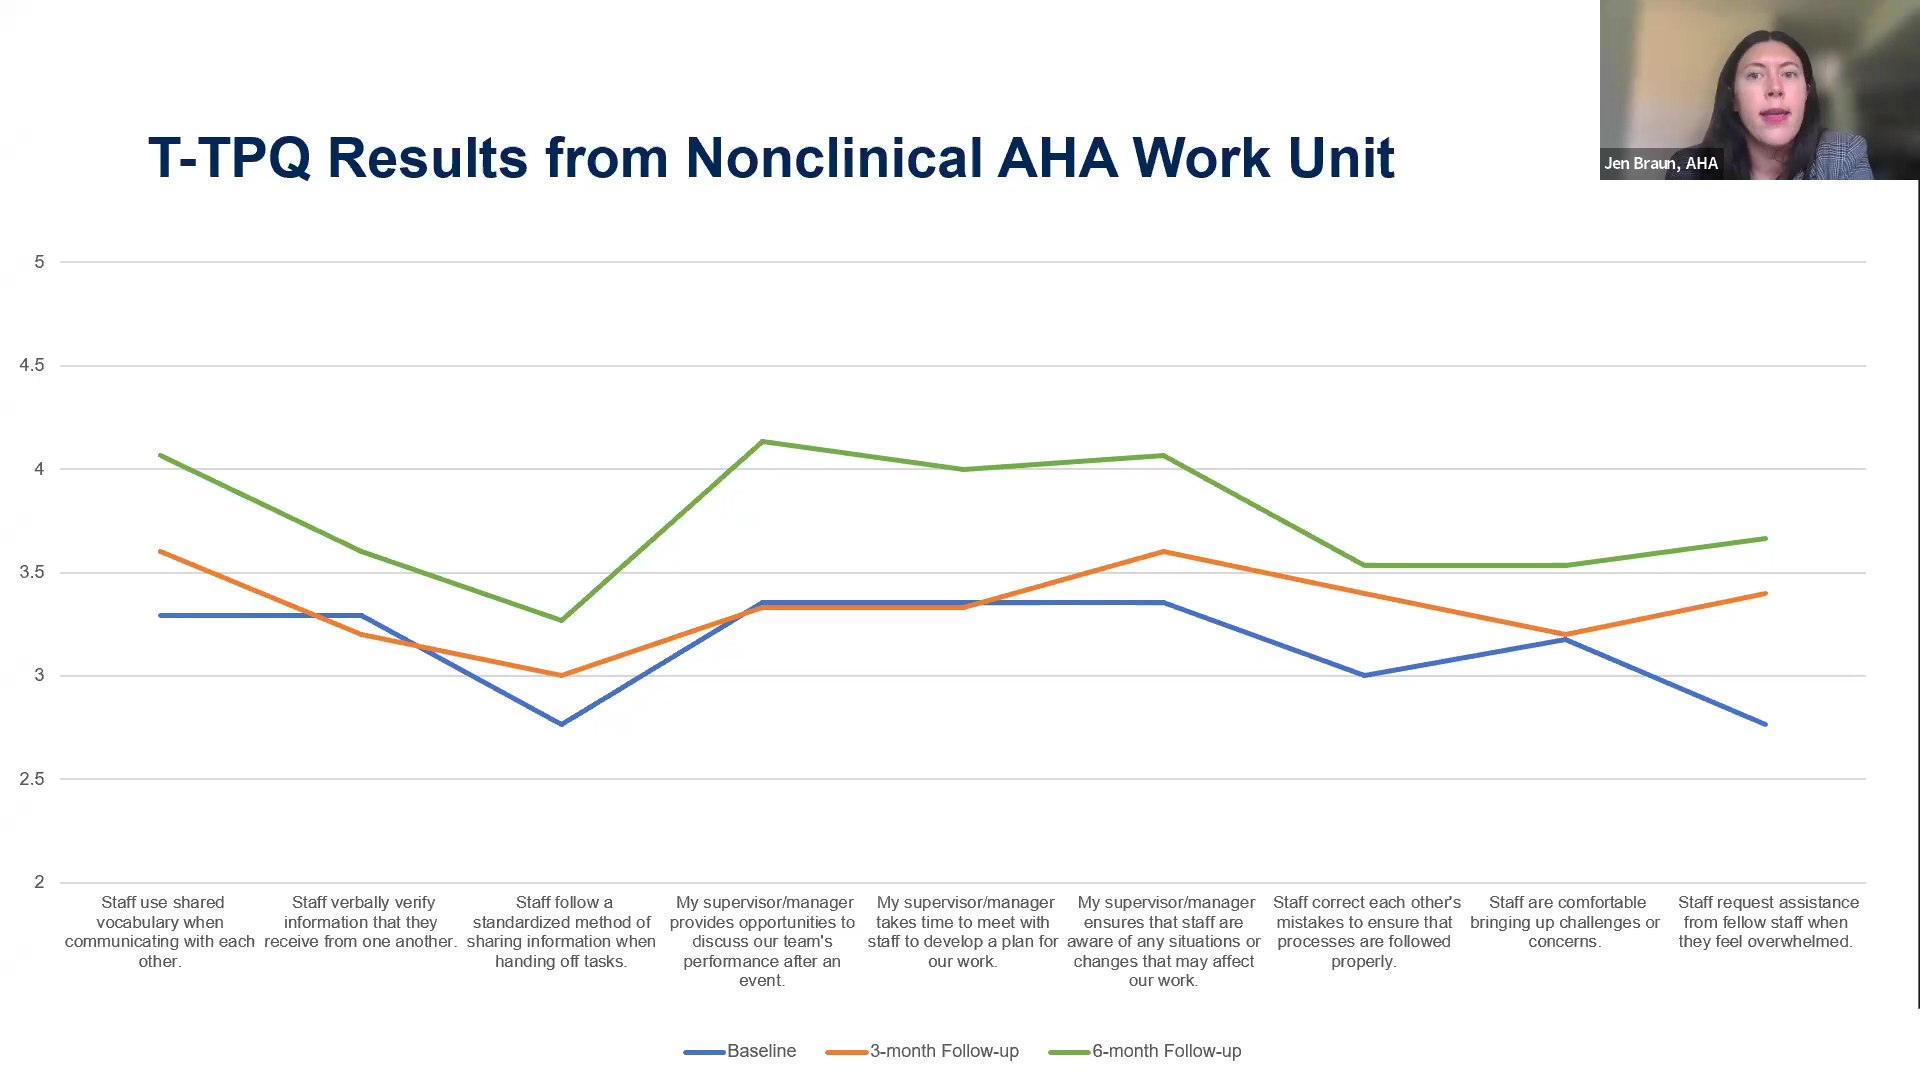 Jen Braun, AHA
T-TPQ Results from Nonclinical AHA Work Unit
5
4.5
4
3.5
3
2.5
2
Staff use shared
vocabulary when
communicating with each
other.
Staff verbally verify
information that they
receive from one another.
Staff follow a
standardized method of
sharing information when
handing off tasks.
My supervisor/manager
provides opportunities to
discuss our team's
performance after an
event.
My supervisor/manager
takes time to meet with
staff to develop a plan for
our work.
My supervisor/manager
ensures that staff are
aware of any situations or
changes that may affect
our work.
Staff correct each other's
mistakes to ensure that
processes are followed
properly.
Staff are comfortable
bringing up challenges or
concerns.
Staff request assistance
from fellow staff when
they feel overwhelmed.
Baseline
3-month Follow-up
6-month Follow-up